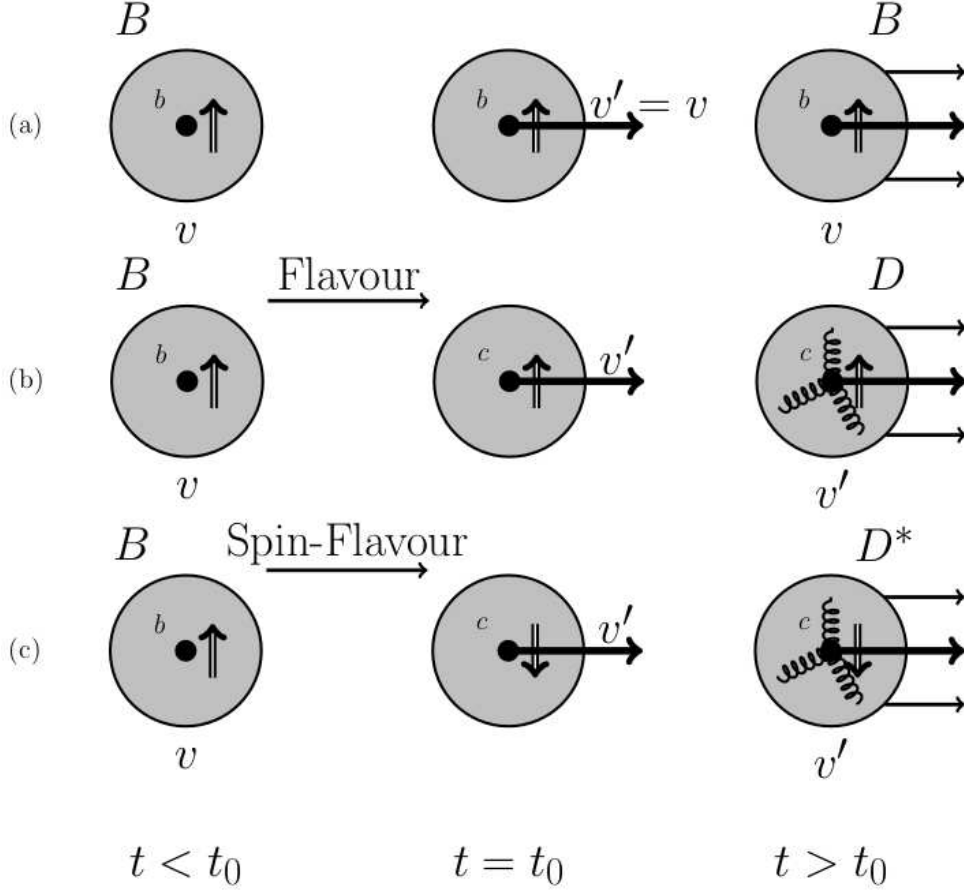 B B
(a) b b v′ = v b
v v
B Flavour D
(b) b c v′ c
v v′
B Spin-Flavour D*
(c) b c v′ c
v v′
t < t₀ t = t₀ t > t₀